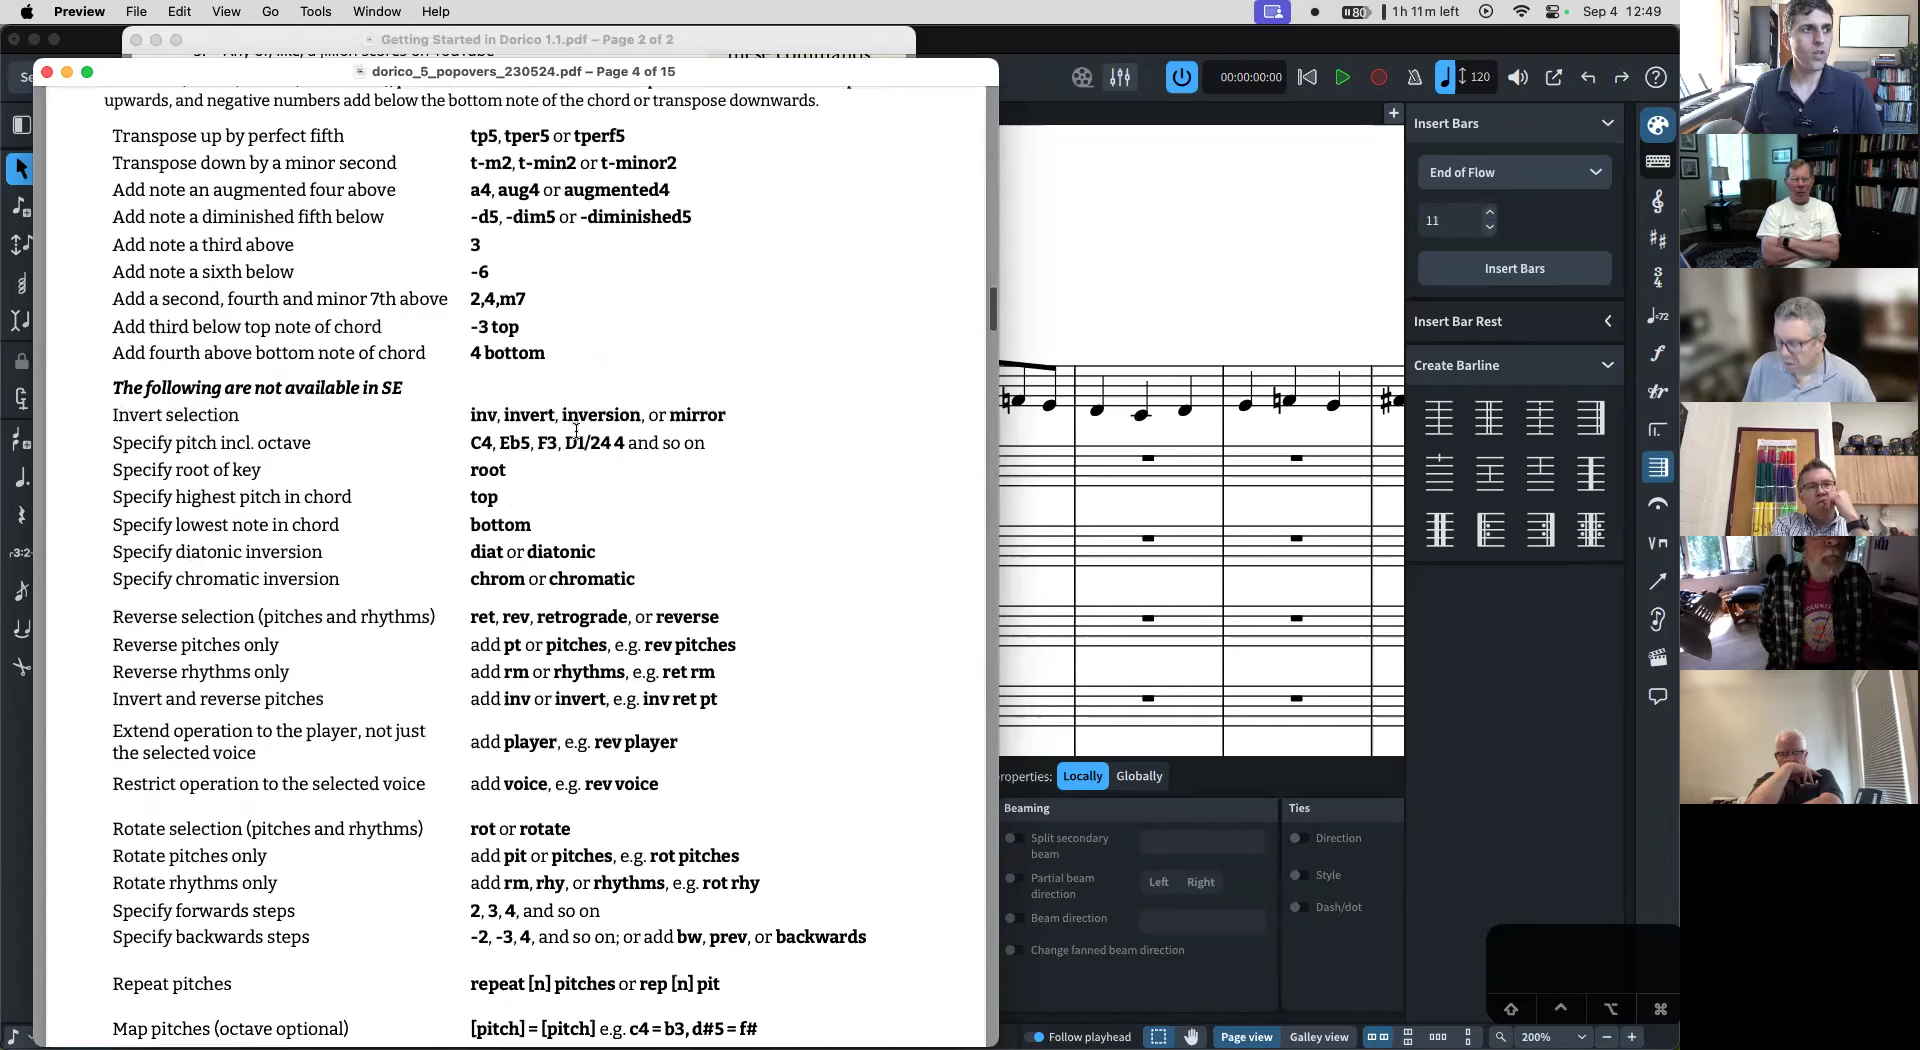 Preview File Edit View Go Tools Window Help
80 1h 11m left Sep 4 12:49
Getting Started in Dorico 1.1.pdf – Page 2 of 2
dorico_5_popovers_230524.pdf – Page 4 of 15
upwards, and negative numbers add below the bottom note of the chord or transpose downwards.
Transpose up by perfect fifth tp5, tper5 or tperf5
Transpose down by a minor second t-m2, t-min2 or t-minor2
Add note an augmented four above a4, aug4 or augmented4
Add note a diminished fifth below -d5, -dim5 or -diminished5
Add note a third above 3
Add note a sixth below -6
Add a second, fourth and minor 7th above 2,4,m7
Add third below top note of chord -3 top
Add fourth above bottom note of chord 4 bottom
The following are not available in SE
Invert selection inv, invert, inversion, or mirror
Specify pitch incl. octave C4, Eb5, F3, D1/24 4 and so on
Specify root of key root
Specify highest pitch in chord top
Specify lowest note in chord bottom
Specify diatonic inversion diat or diatonic
Specify chromatic inversion chrom or chromatic
Reverse selection (pitches and rhythms) ret, rev, retrograde, or reverse
Reverse pitches only add pt or pitches, e.g. rev pitches
Reverse rhythms only add rm or rhythms, e.g. ret rm
Invert and reverse pitches add inv or invert, e.g. inv ret pt
Extend operation to the player, not just
the selected voice add player, e.g. rev player
Restrict operation to the selected voice add voice, e.g. rev voice
Rotate selection (pitches and rhythms) rot or rotate
Rotate pitches only add pit or pitches, e.g. rot pitches
Rotate rhythms only add rm, rhy, or rhythms, e.g. rot rhy
Specify forwards steps 2, 3, 4, and so on
Specify backwards steps -2, -3, 4, and so on; or add bw, prev, or backwards
Repeat pitches repeat [n] pitches or rep [n] pit
Map pitches (octave optional) [pitch] = [pitch] e.g. c4 = b3, d#5 = f#
00:00:00:00 120
Insert Bars
End of Flow
11
Insert Bars
Insert Bar Rest
Create Barline
roperties: Locally Globally
Beaming
Split secondary
beam
Partial beam
direction Left Right
Beam direction
Change fanned beam direction
Ties
Direction
Style
Dash/dot
Follow playhead Page view Galley view 200%